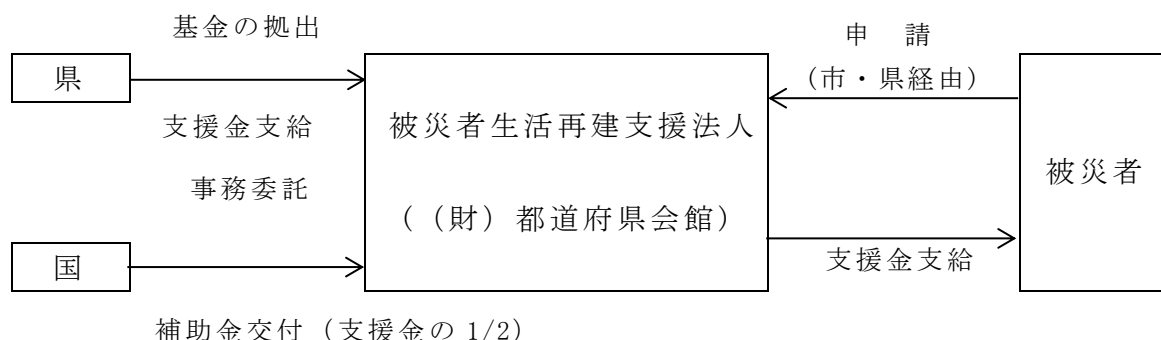 基金の拠出
申　請
県
(市・県経由)
支援金支給
被災者生活再建支援法人
事務委託
被災者
(（財）都道府県会館)
国
支援金支給
補助金交付（支援金の 1/2）